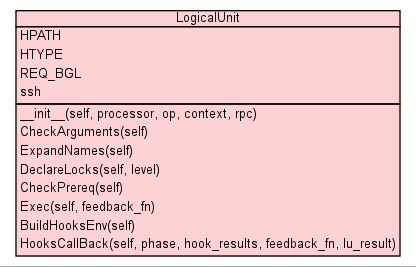 LogicalUnit
HPATH
HTYPE
REQ_BGL
ssh
__init__(self, processor, op, context, rpc)
CheckArguments(self)
ExpandNames(self)
DeclareLocks(self, level)
CheckPrereq(self)
Exec(self, feedback_fn)
BuildHooksEnv(self)
HooksCallBack(self, phase, hook_results, feedback_fn, lu_result)